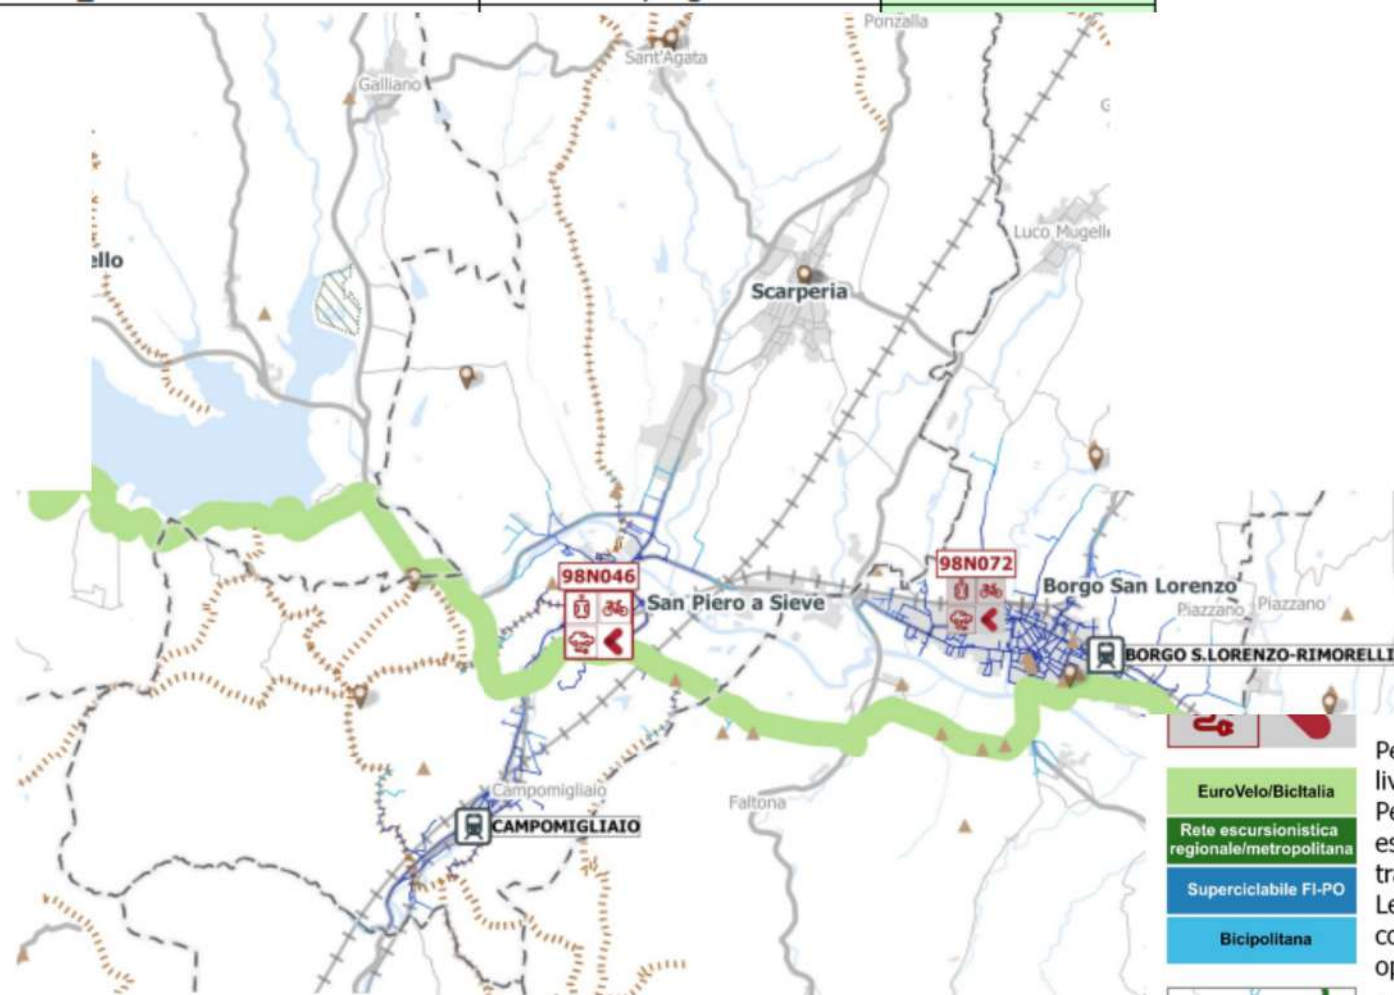 Ponzalla
Sant'Agata
Galliano
Luco Mugell
ello
Scarperia
98N046
98N072
San Piero a Sieve
Borgo San Lorenzo
Piazzano
Piazzano
BORGO S.LORENZO-RIMORELLI
Campomigliaio
CAMPOMIGLIAIO
Faltona
EuroVelo/BicItalia
Rete escursionistica
regionale/metropolitana
Superciclabile FI-PO
Bicipolitana
Pe
liv
Pe
es
tra
Le
co
op